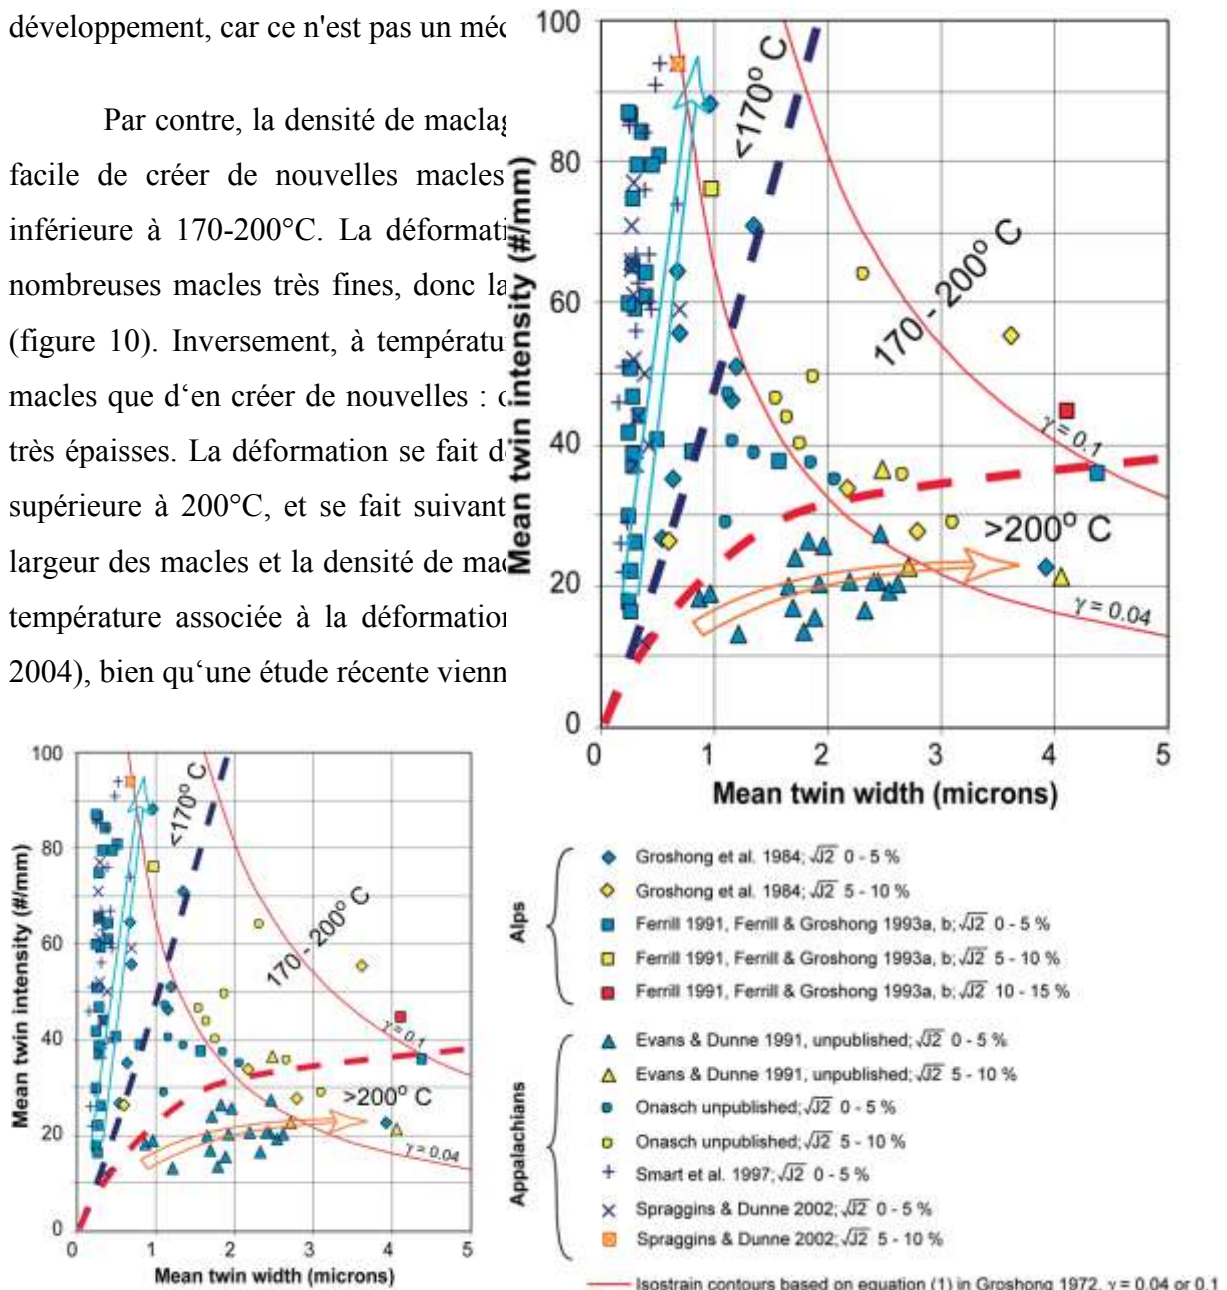 développement, car ce n'est pas un méc
Par contre, la densité de maclag
facile de créer de nouvelles macles
inférieure à 170-200°C. La déformati
nombreuses macles très fines, donc la
(figure 10). Inversement, à températu
macles que d‘en créer de nouvelles : c
très épaisses. La déformation se fait d
supérieure à 200°C, et se fait suivant
largeur des macles et la densité de mac
température associée à la déformation
2004), bien qu‘une étude récente vienn
Mean twin intensity (#/mm)
100
80
60
40
20
0
<170° C
170 - 200° C
>200° C
γ = 0.1
γ = 0.04
0 1 2 3 4 5
Mean twin width (microns)
Mean twin intensity (#/mm)
100
80
60
40
20
0
<170° C
170 - 200° C
>200° C
γ = 0.1
γ = 0.04
0 1 2 3 4 5
Mean twin width (microns)
Alps
Groshong et al. 1984; √J2 0 - 5 %
Groshong et al. 1984; √J2 5 - 10 %
Ferrill 1991, Ferrill & Groshong 1993a, b; √J2 0 - 5 %
Ferrill 1991, Ferrill & Groshong 1993a, b; √J2 5 - 10 %
Ferrill 1991, Ferrill & Groshong 1993a, b; √J2 10 - 15 %
Appalachians
Evans & Dunne 1991, unpublished; √J2 0 - 5 %
Evans & Dunne 1991, unpublished; √J2 5 - 10 %
Onasch unpublished; √J2 0 - 5 %
Onasch unpublished; √J2 5 - 10 %
Smart et al. 1997; √J2 0 - 5 %
Spraggins & Dunne 2002; √J2 0 - 5 %
Spraggins & Dunne 2002; √J2 5 - 10 %
Isostrain contours based on equation (1) in Groshong 1972, γ = 0.04 or 0.1